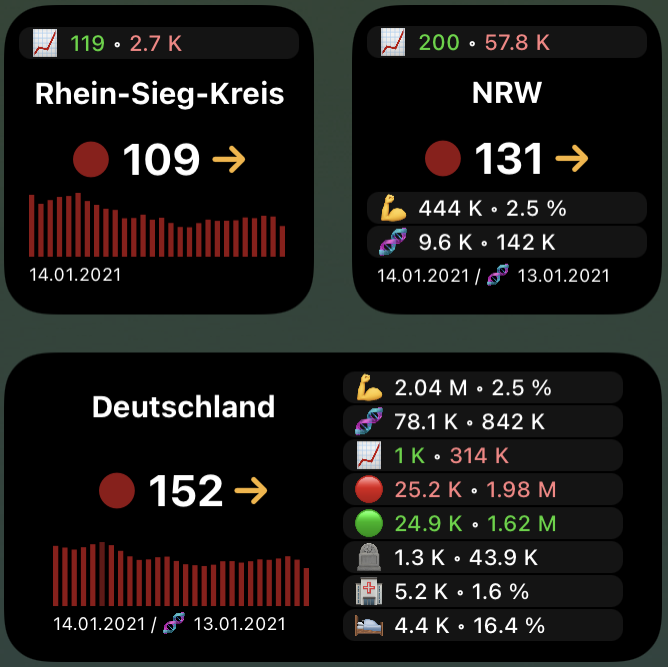 119 ∘ 2.7 K
Rhein-Sieg-Kreis
109 →
14.01.2021
200 ∘ 57.8 K
NRW
131 →
444 K ∘ 2.5 %
9.6 K ∘ 142 K
14.01.2021 / 🧬 13.01.2021
Deutschland
152 →
14.01.2021 / 🧬 13.01.2021
2.04 M ∘ 2.5 %
78.1 K ∘ 842 K
1 K ∘ 314 K
25.2 K ∘ 1.98 M
24.9 K ∘ 1.62 M
1.3 K ∘ 43.9 K
5.2 K ∘ 1.6 %
4.4 K ∘ 16.4 %